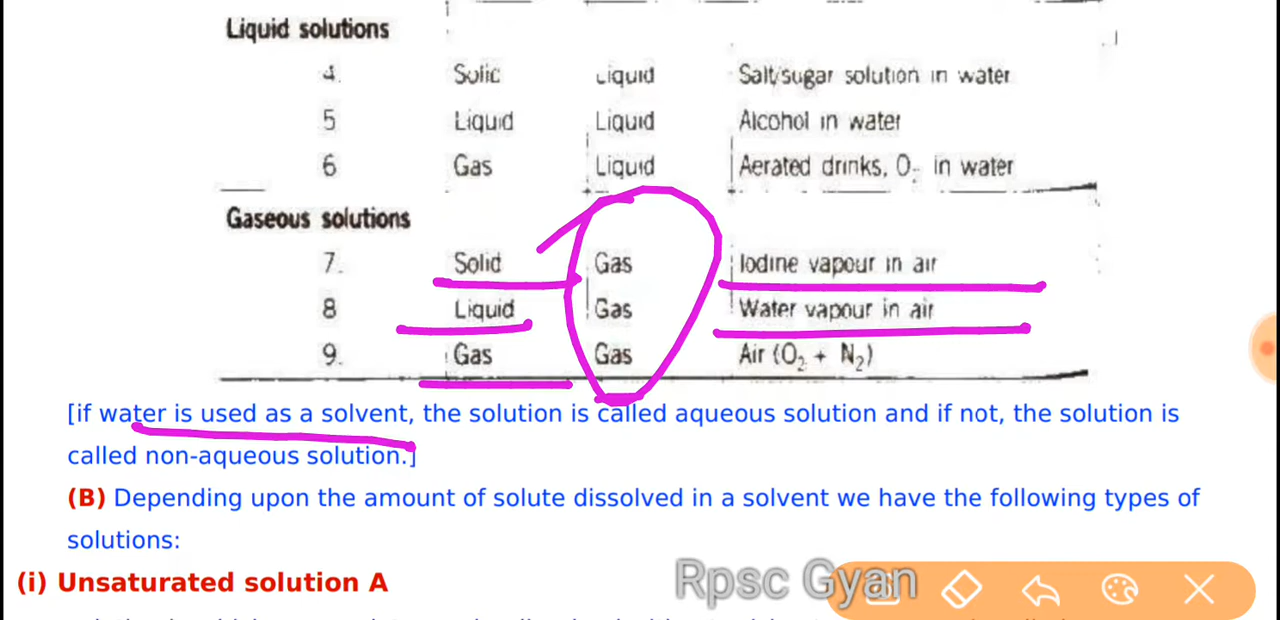 Liquid solutions
4. Solid Liquid Salt/sugar solution in water
5 Liquid Liquid Alcohol in water
6 Gas Liquid Aerated drinks, O₂ in water
Gaseous solutions
7. Solid Gas Iodine vapour in air
8 Liquid Gas Water vapour in air
9. Gas Gas Air (O₂ + N₂)
[if water is used as a solvent, the solution is called aqueous solution and if not, the solution is
called non-aqueous solution.]
(B) Depending upon the amount of solute dissolved in a solvent we have the following types of
solutions:
(i) Unsaturated solution A
Rpsc Gyan